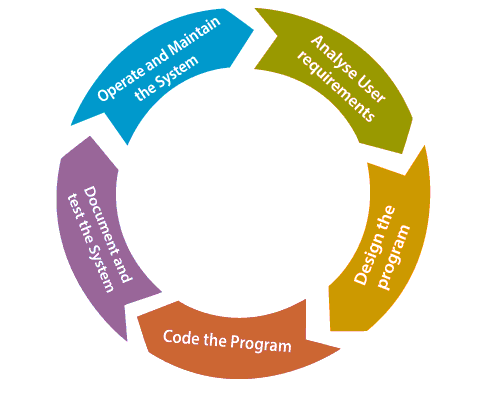 Analyse User
requirements
Design the
program
Code the Program
Document and
test the System
Operate and Maintain
the System